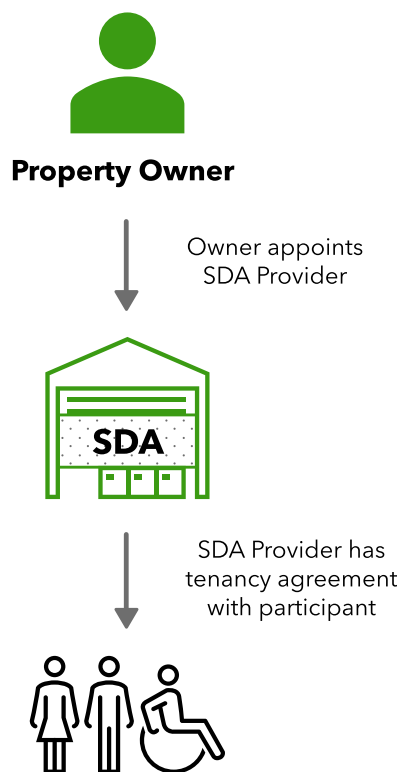 Property Owner
Owner appoints
SDA Provider
SDA
SDA Provider has
tenancy agreement
with participant